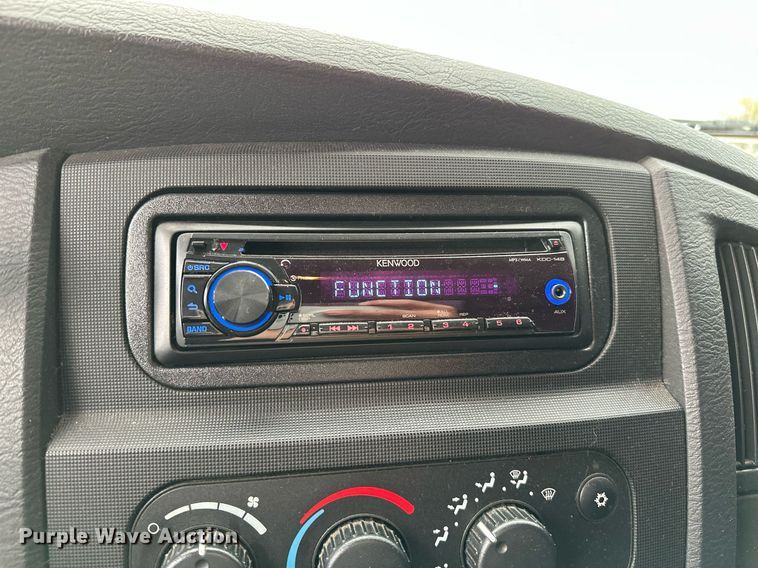 SRC
KENWOOD
MP3/WMA KDC-148
FUNCTION
BAND
SCAN
REP
AUX
1 2 3 4 5 6
Purple Wave Auction